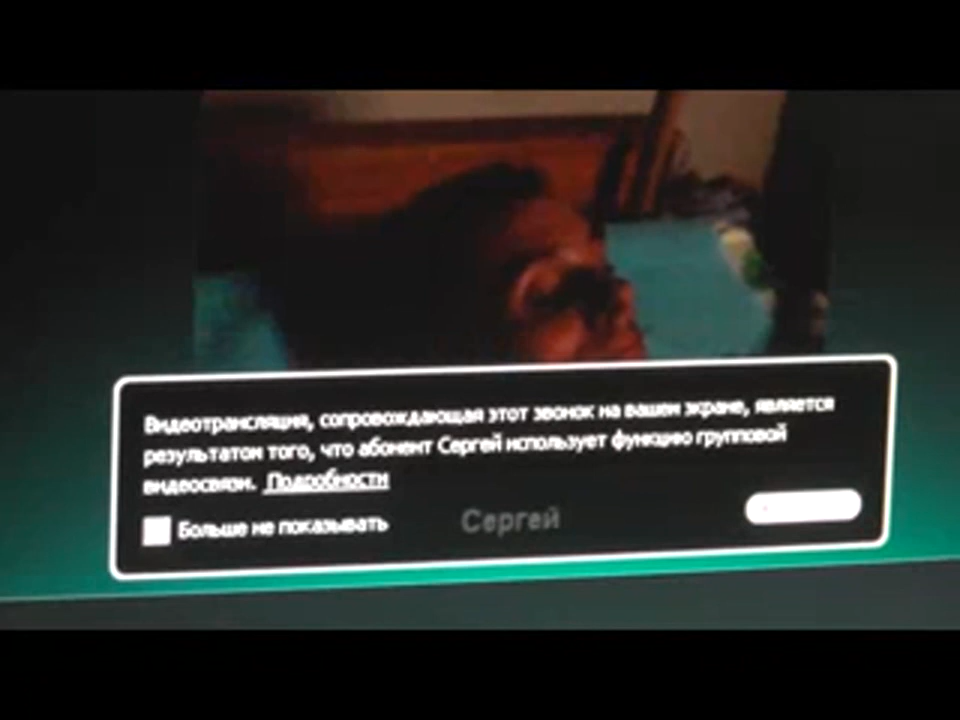 Видеотрансляция, сопровождающая этот звонок на вашем экране, является
результатом того, что абонент Сергей использует функцию групповой
видеосвязи. Подробности
Больше не показывать
Сергей